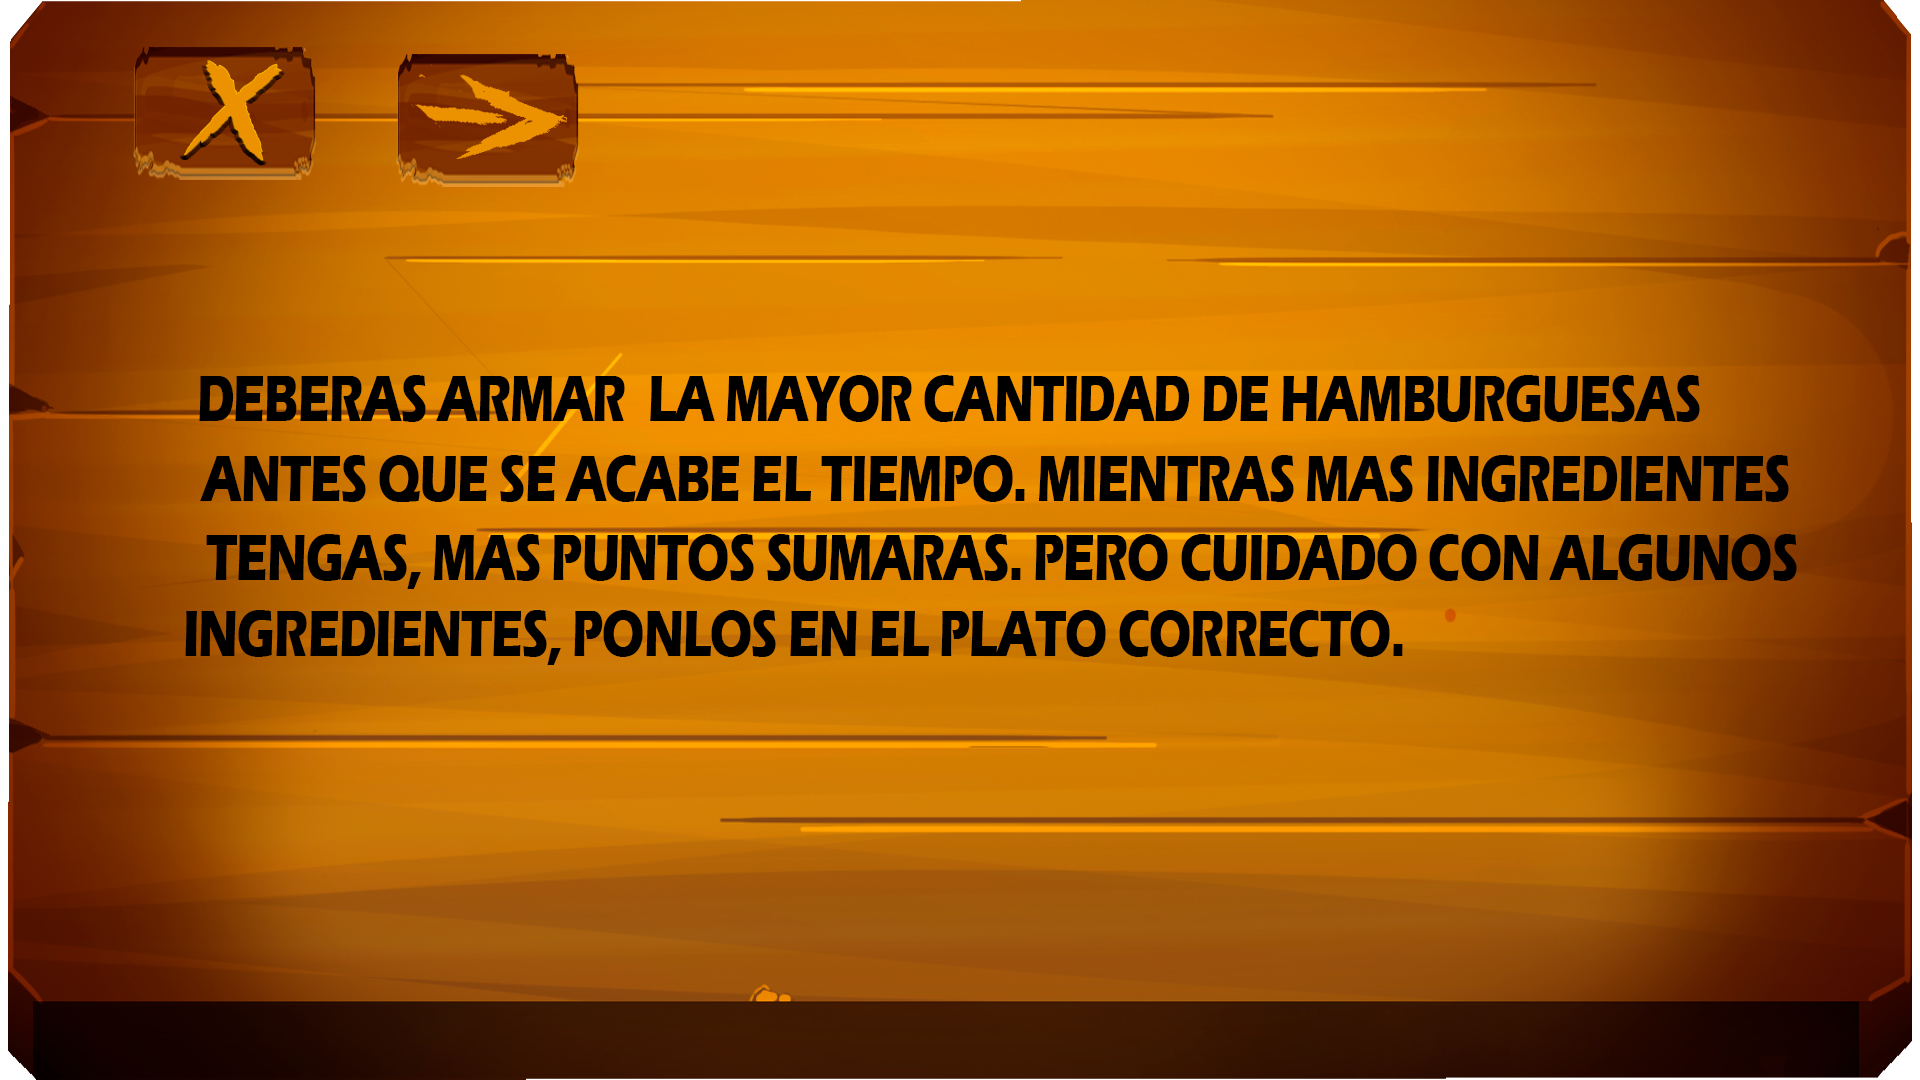 DEBERAS ARMAR LA MAYOR CANTIDAD DE HAMBURGUESAS
ANTES QUE SE ACABE EL TIEMPO. MIENTRAS MAS INGREDIENTES
TENGAS, MAS PUNTOS SUMARAS. PERO CUIDADO CON ALGUNOS
INGREDIENTES, PONLOS EN EL PLATO CORRECTO.